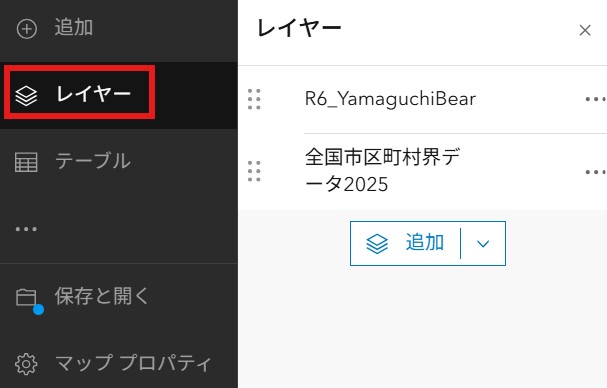 追加
レイヤー
テーブル
...
保存と開く
マップ プロパティ
レイヤー
R6_YamaguchiBear
全国市区町村界デ
ータ2025
追加